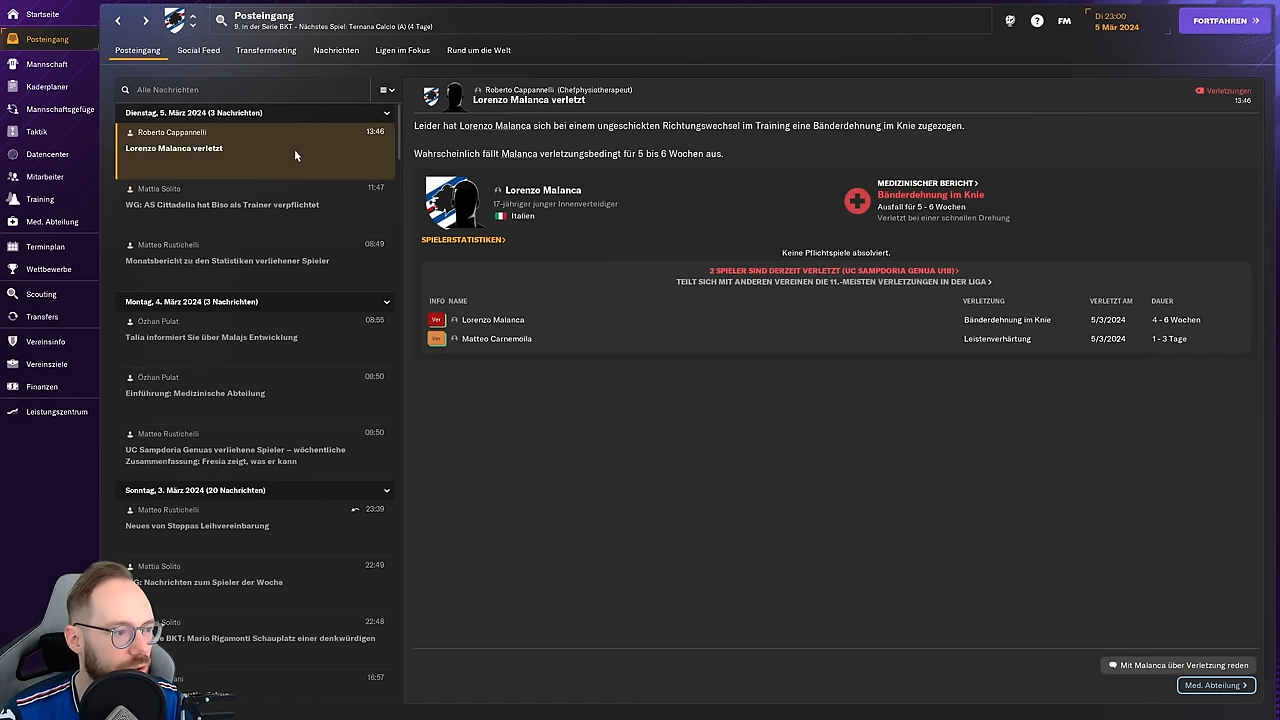 Startseite
Posteingang
Mannschaft
Kaderplaner
Mannschaftsgefüge
Taktik
Datencenter
Mitarbeiter
Training
Med. Abteilung
Terminplan
Wettbewerbe
Scouting
Transfers
Vereinsinfo
Vereinsziele
Finanzen
Leistungszentrum
Posteingang
9. in der Serie BKT - Nächstes Spiel: Ternana Calcio (A) (4 Tage)
FM
Di 23:00
5 Mär 2024
FORTFAHREN
Posteingang Social Feed Transfermeeting Nachrichten Ligen im Fokus Rund um die Welt
Alle Nachrichten
Dienstag, 5. März 2024 (3 Nachrichten)
Roberto Cappannelli 13:46
Lorenzo Malanca verletzt
Mattia Solito 11:47
WG: AS Cittadella hat Biso als Trainer verpflichtet
Matteo Rustichelli 08:49
Monatsbericht zu den Statistiken verliehener Spieler
Montag, 4. März 2024 (3 Nachrichten)
Özhan Pulat 08:55
Talia informiert Sie über Malajs Entwicklung
Özhan Pulat 08:50
Einführung: Medizinische Abteilung
Matteo Rustichelli 08:50
UC Sampdoria Genuas verliehene Spieler – wöchentliche
Zusammenfassung: Fresia zeigt, was er kann
Sonntag, 3. März 2024 (20 Nachrichten)
Matteo Rustichelli 23:39
Neues von Stoppas Leihvereinbarung
Mattia Solito 22:49
G: Nachrichten zum Spieler der Woche
Solito 22:48
BKT: Mario Rigamonti Schauplatz einer denkwürdigen
16:57
Roberto Cappannelli (Chefphysiotherapeut)
Lorenzo Malanca verletzt
Verletzungen
13:46
Leider hat Lorenzo Malanca sich bei einem ungeschickten Richtungswechsel im Training eine Bänderdehnung im Knie zugezogen.
Wahrscheinlich fällt Malanca verletzungsbedingt für 5 bis 6 Wochen aus.
Lorenzo Malanca
17-jähriger junger Innenverteidiger
Italien
SPIELERSTATISTIKEN
MEDIZINISCHER BERICHT
Bänderdehnung im Knie
Ausfall für 5 - 6 Wochen
Verletzt bei einer schnellen Drehung
Keine Pflichtspiele absolviert.
2 SPIELER SIND DERZEIT VERLETZT (UC SAMPDORIA GENUA U18)
TEILT SICH MIT ANDEREN VEREINEN DIE 11.-MEISTEN VERLETZUNGEN IN DER LIGA
INFO NAME VERLETZUNG VERLETZT AM DAUER
Ver Lorenzo Malanca Bänderdehnung im Knie 5/3/2024 4 - 6 Wochen
Ver Matteo Carnemolla Leistenverhärtung 5/3/2024 1 - 3 Tage
Mit Malanca über Verletzung reden
Med. Abteilung